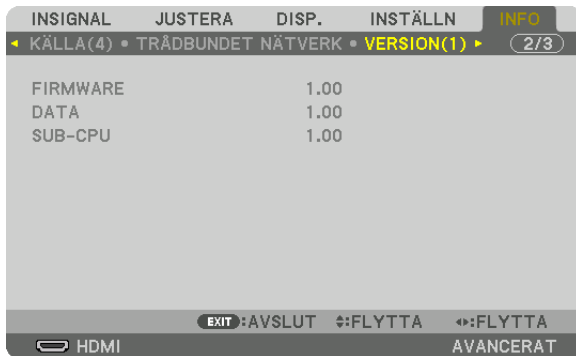 INSIGNAL JUSTERA DISP. INSTÄLLN INFO
KÄLLA(4) • TRÅDBUNDET NÄTVERK • VERSION(1) 2/3
FIRMWARE 1.00
DATA 1.00
SUB-CPU 1.00
EXIT :AVSLUT :FLYTTA :FLYTTA
HDMI AVANCERAT